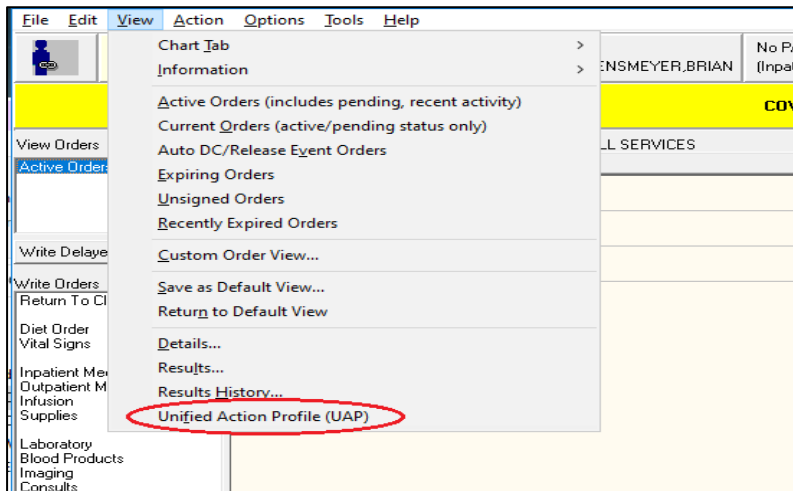 File Edit View Action Options Tools Help
Chart Tab >
Information >
ENSMEYER,BRIAN
(Inpa
No PA
Active Orders (includes pending, recent activity)
Current Orders (active/pending status only)
Auto DC/Release Event Orders
Expiring Orders
Unsigned Orders
Recently Expired Orders
Custom Order View...
Save as Default View...
Return to Default View
Details...
Results...
Results History...
Unified Action Profile (UAP)
COV
LL SERVICES
View Orders
Active Orders
Write Delaye
Write Orders
Return To Cl
Diet Order
Vital Signs
Inpatient Me
Outpatient M
Infusion
Supplies
Laboratory
Blood Products
Imaging
Consults